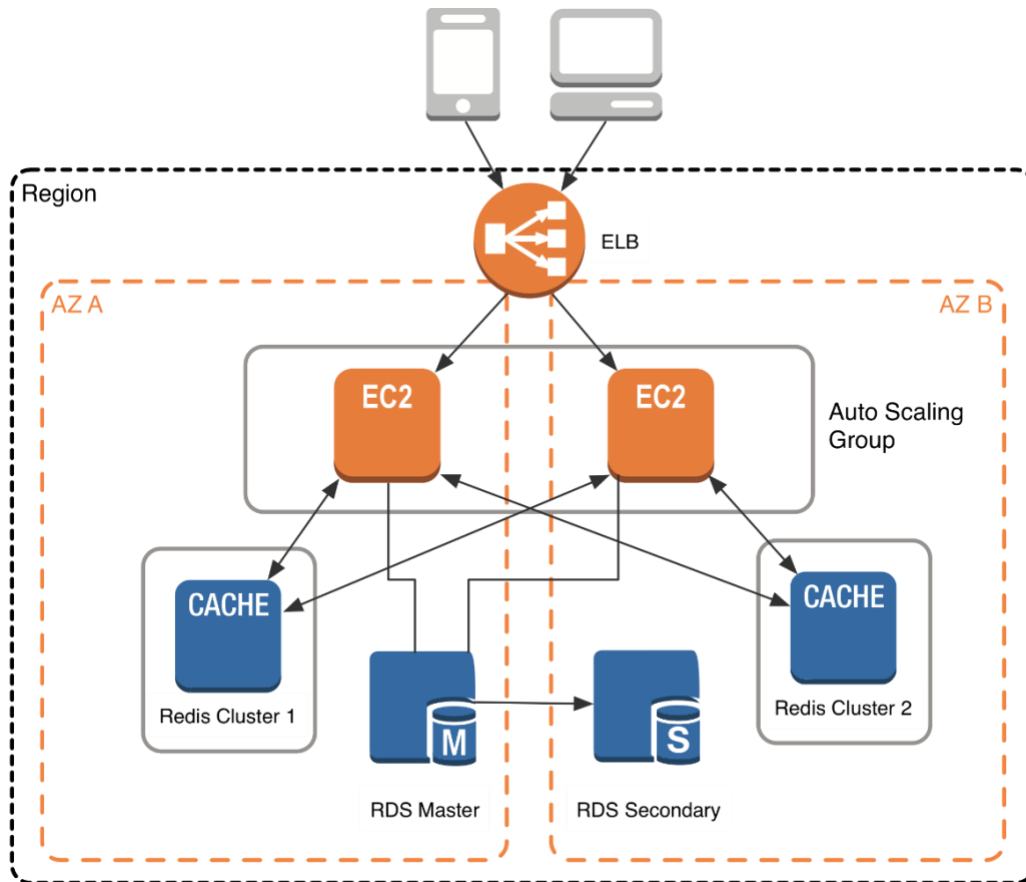 Region
ELB
AZ A
AZ B
EC2
EC2
Auto Scaling
Group
CACHE
CACHE
Redis Cluster 1
Redis Cluster 2
M
S
RDS Master
RDS Secondary